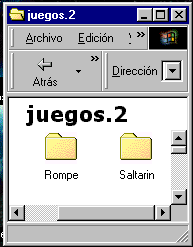 juegos.2
Archivo Edición »
Atrás » Dirección
juegos.2
Rompe Saltarin